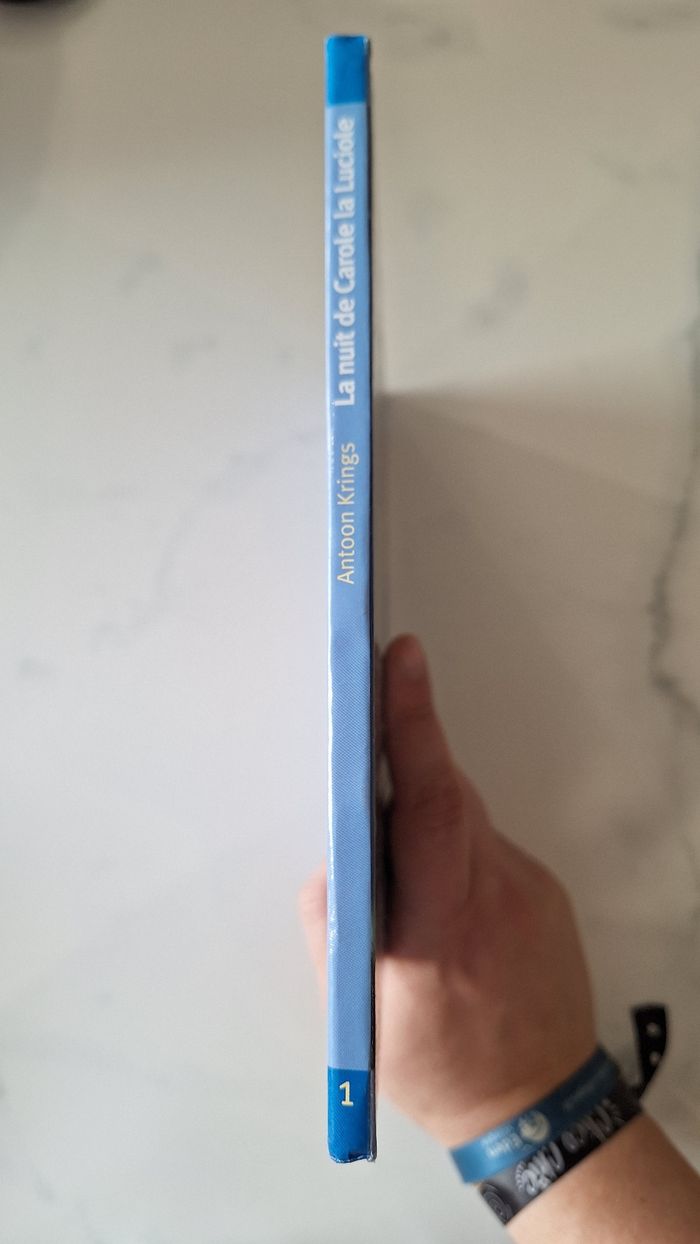 La nuit de Carole la Luciole
Antoon Krings
1